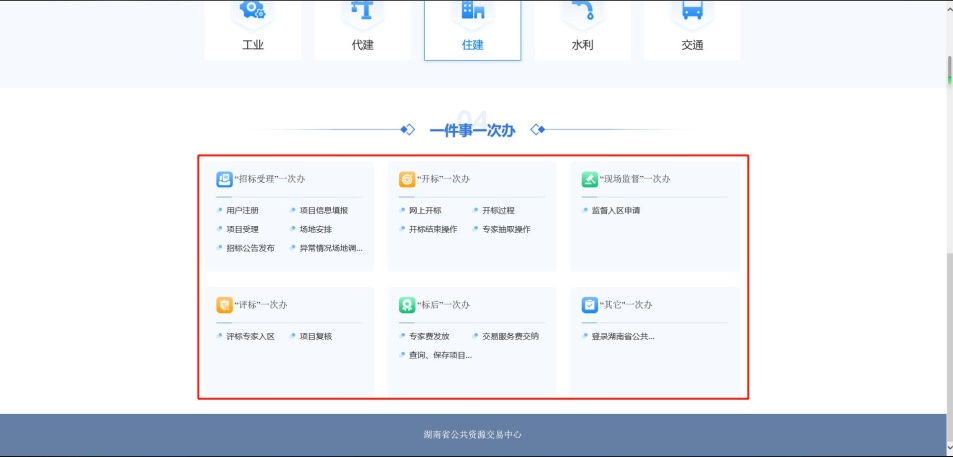 工业
代建
住建
水利
交通
04
一件事一次办
“招标受理”一次办
用户注册
项目信息填报
项目受理
场地安排
招标公告发布
异常情况场地调...
“开标”一次办
网上开标
开标过程
开标结束操作
专家抽取操作
“现场监督”一次办
监督入区申请
“评标”一次办
评标专家入区
项目复核
“标后”一次办
专家费发放
交易服务费交纳
查询、保存项目...
“其它”一次办
登录湖南省公共...
湖南省公共资源交易中心